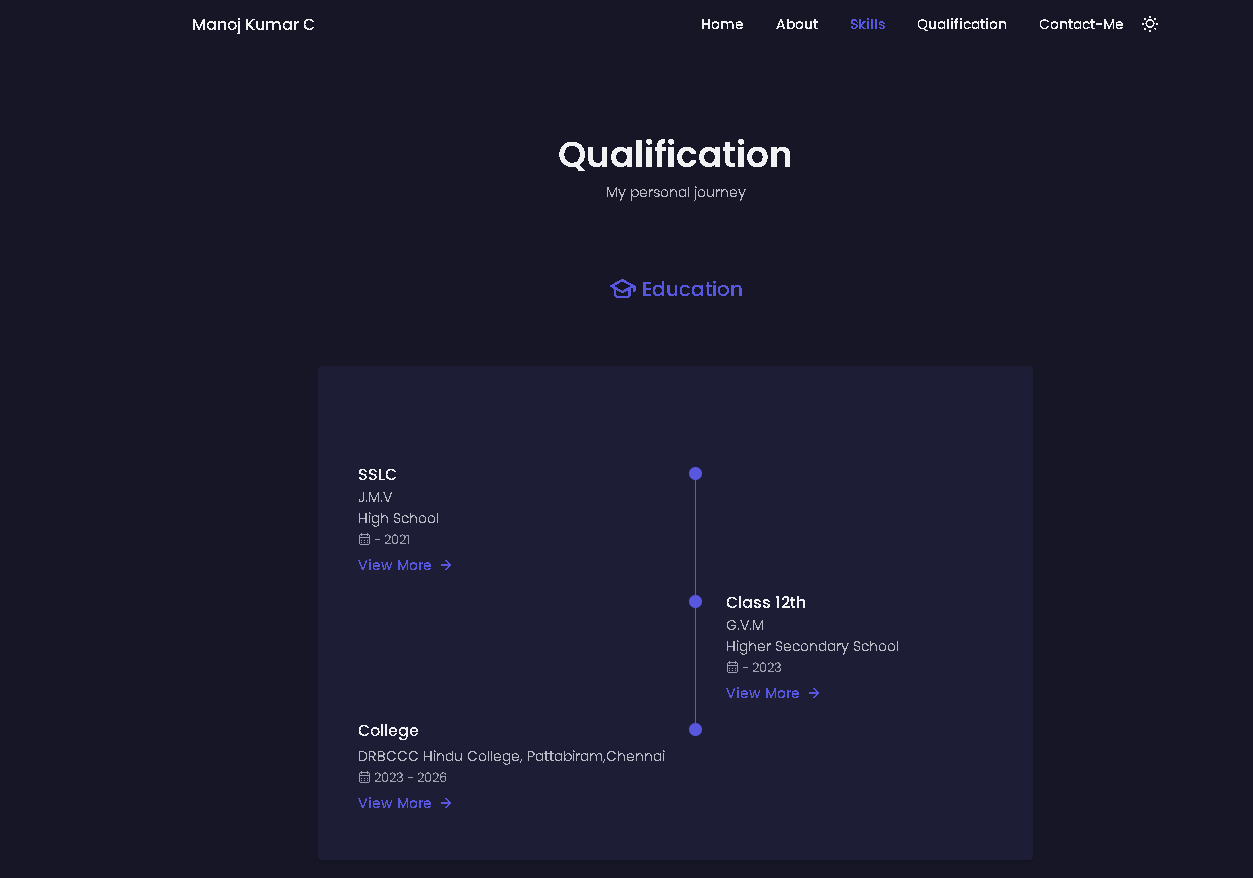 Manoj Kumar C
Home About Skills Qualification Contact-Me
Qualification
My personal journey
Education
SSLC
J.M.V
High School
- 2021
View More →
Class 12th
G.V.M
Higher Secondary School
- 2023
View More →
College
DRBCCC Hindu College, Pattabiram,Chennai
2023 - 2026
View More →